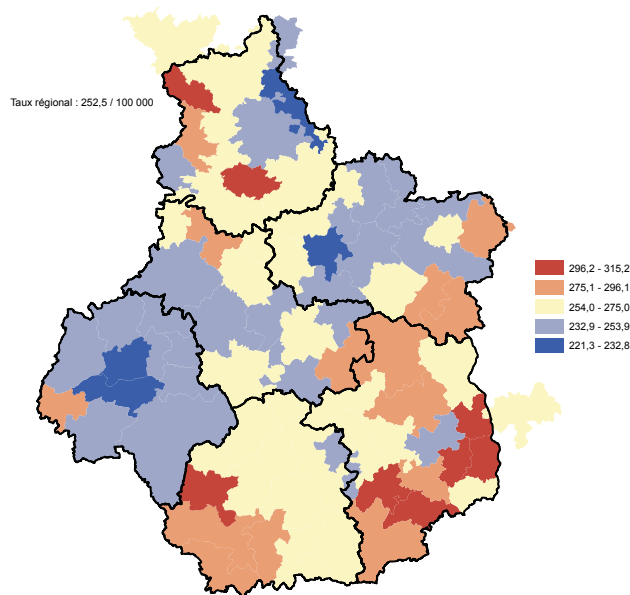 Taux régional : 252,5 / 100 000
296,2 - 315,2
275,1 - 296,1
254,0 - 275,0
232,9 - 253,9
221,3 - 232,8